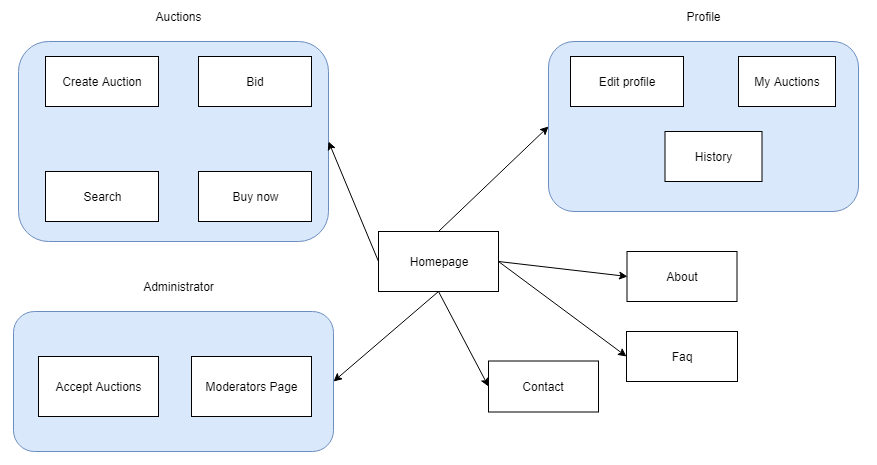 Auctions
Create Auction
Bid
Search
Buy now
Profile
Edit profile
My Auctions
History
Homepage
About
Faq
Contact
Administrator
Accept Auctions
Moderators Page